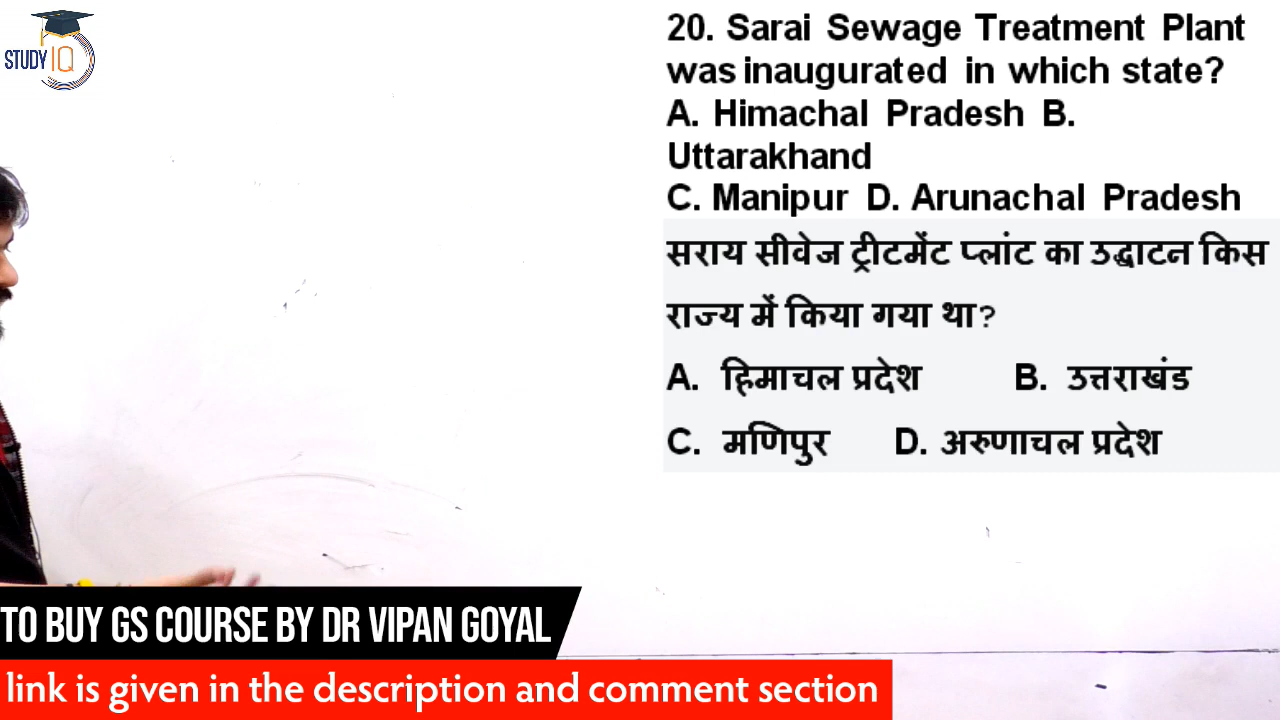 STUDY IQ
20. Sarai Sewage Treatment Plant
was inaugurated in which state?
A. Himachal Pradesh B.
Uttarakhand
C. Manipur D. Arunachal Pradesh
सराय सीवेज ट्रीटमेंट प्लांट का उद्घाटन किस
राज्य में किया गया था?
A. हिमाचल प्रदेश B. उत्तराखंड
C. मणिपुर D. अरुणाचल प्रदेश
TO BUY GS COURSE BY DR VIPAN GOYAL
link is given in the description and comment section